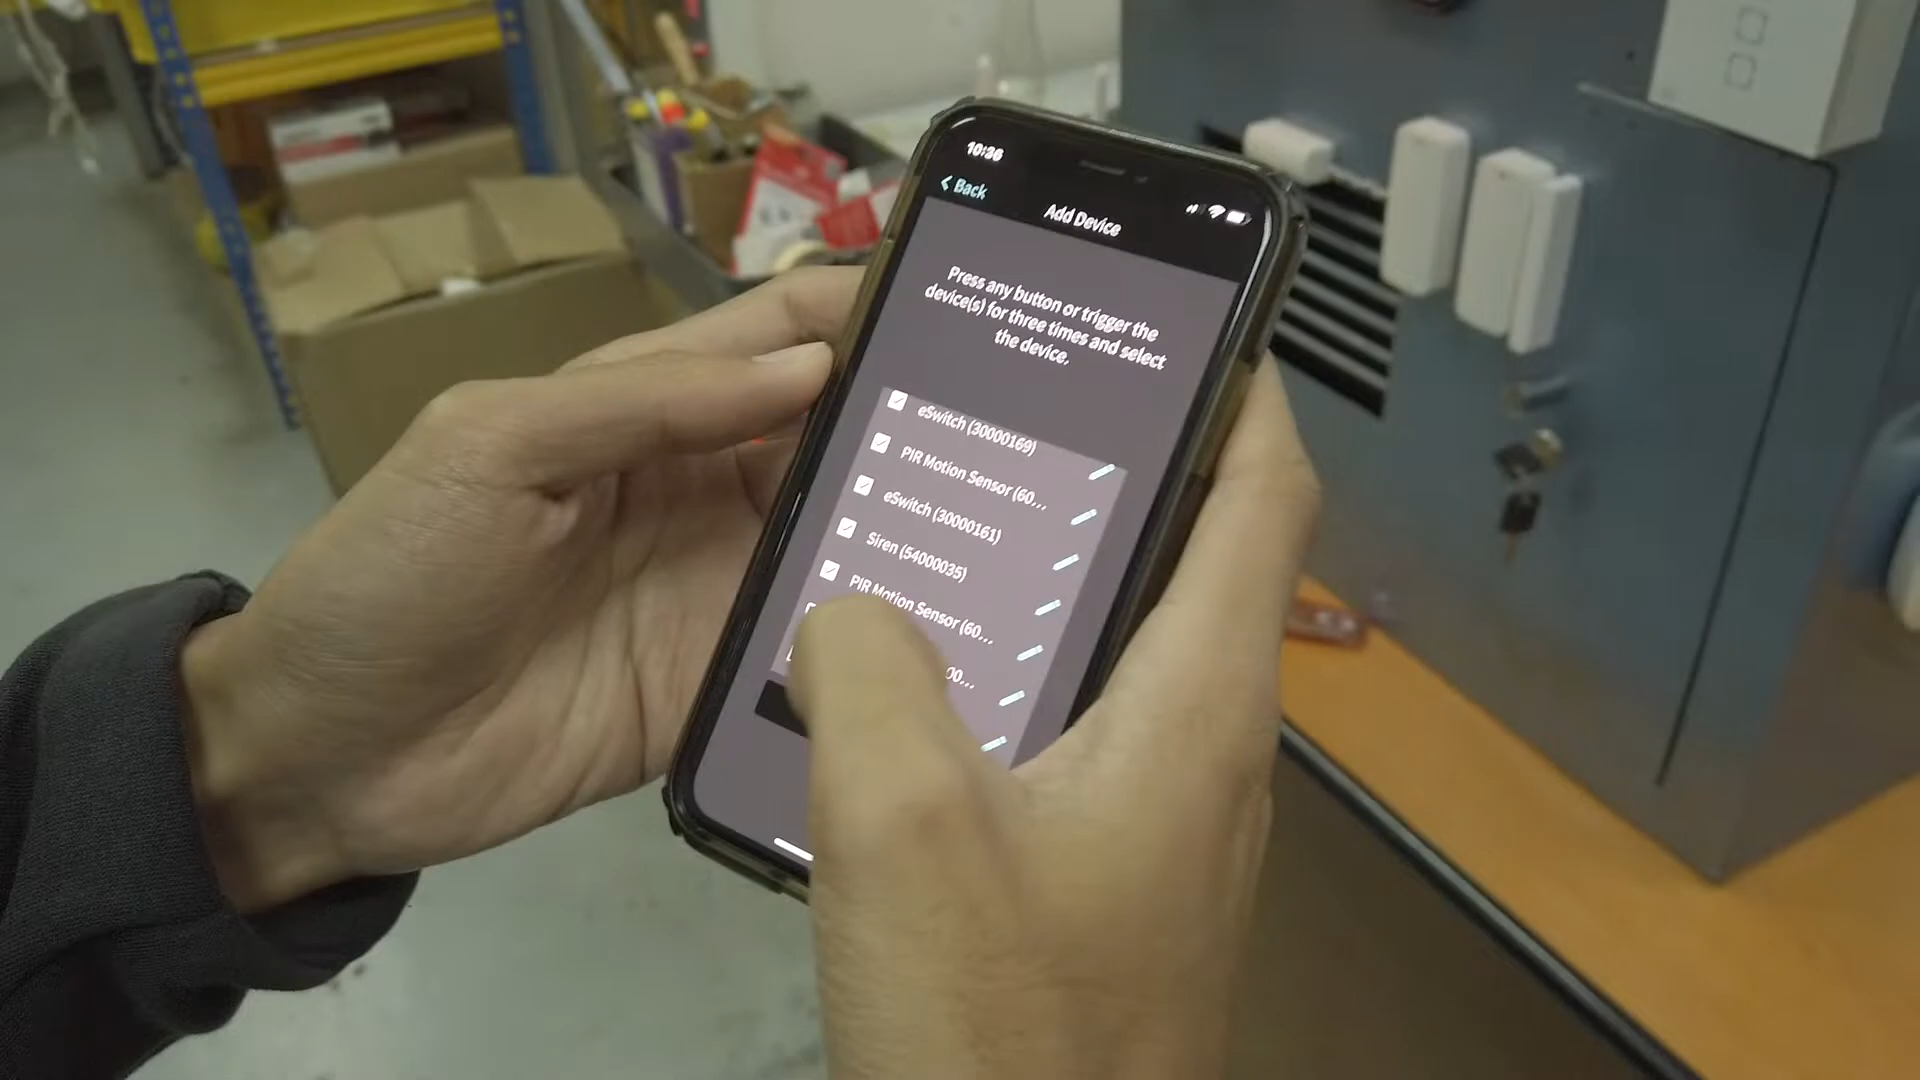 10:36
Back
Add Device
Press any button or trigger the
device(s) for three times and select
the device.
eSwitch (30000169)
PIR Motion Sensor (60...
eSwitch (30000161)
Siren (54000035)
PIR Motion Sensor (60...
00...